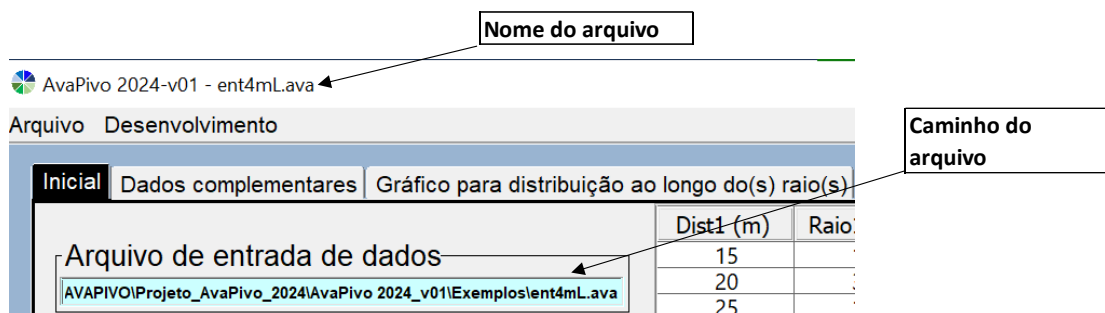 Nome do arquivo
AvaPivo 2024-v01 - ent4mL.ava
Arquivo Desenvolvimento
Caminho do
arquivo
Inicial Dados complementares Gráfico para distribuição ao longo do(s) raio(s)
Dist1 (m) Raio
Arquivo de entrada de dados
15
AVAPIVO\Projeto_AvaPivo_2024\AvaPivo 2024_v01\Exemplos\ent4mL.ava
20
25